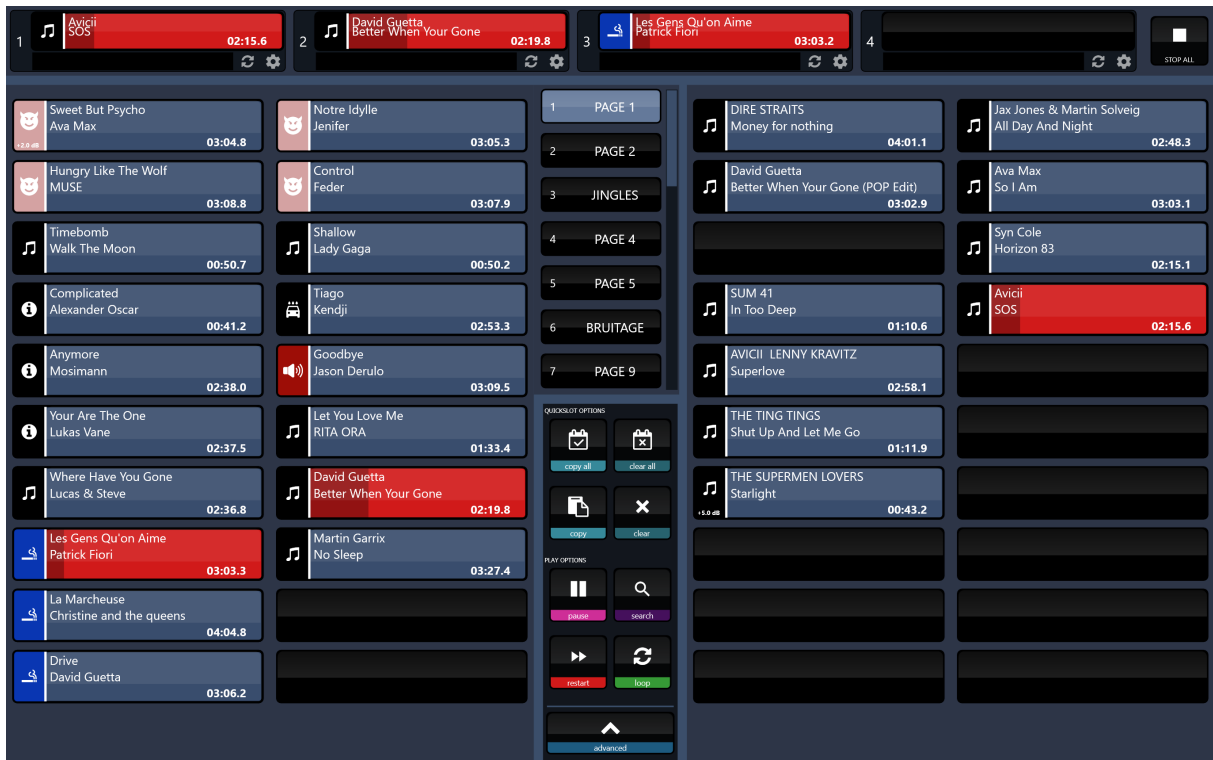 1
Avicii
SOS
02:15.6
2
David Guetta
Better When Your Gone
02:19.8
3
Les Gens Qu'on Aime
Patrick Fiori
03:03.2
4
STOP ALL
Sweet But Psycho
Ava Max
+2.0 dB
03:04.8
Hungry Like The Wolf
MUSE
03:08.8
Timebomb
Walk The Moon
00:50.7
Complicated
Alexander Oscar
00:41.2
Anymore
Mosimann
02:38.0
Your Are The One
Lukas Vane
02:37.5
Where Have You Gone
Lucas & Steve
02:36.8
Les Gens Qu'on Aime
Patrick Fiori
03:03.3
La Marcheuse
Christine and the queens
04:04.8
Drive
David Guetta
03:06.2
Notre Idylle
Jenifer
03:05.3
Control
Feder
03:07.9
Shallow
Lady Gaga
00:50.2
Tiago
Kendji
02:53.3
Goodbye
Jason Derulo
03:09.5
Let You Love Me
RITA ORA
01:33.4
David Guetta
Better When Your Gone
02:19.8
Martin Garrix
No Sleep
03:27.4
1 PAGE 1
2 PAGE 2
3 JINGLES
4 PAGE 4
5 PAGE 5
6 BRUITAGE
7 PAGE 9
QUICKSLOT OPTIONS
copy all
clear all
copy
clear
PLAY OPTIONS
pause
search
restart
loop
advanced
DIRE STRAITS
Money for nothing
04:01.1
David Guetta
Better When Your Gone (POP Edit)
03:02.9
SUM 41
In Too Deep
01:10.6
AVICII LENNY KRAVITZ
Superlove
02:58.1
THE TING TINGS
Shut Up And Let Me Go
01:11.9
THE SUPERMEN LOVERS
Starlight
+5.0 dB
00:43.2
Jax Jones & Martin Solveig
All Day And Night
02:48.3
Ava Max
So I Am
03:03.1
Syn Cole
Horizon 83
02:15.1
Avicii
SOS
02:15.6